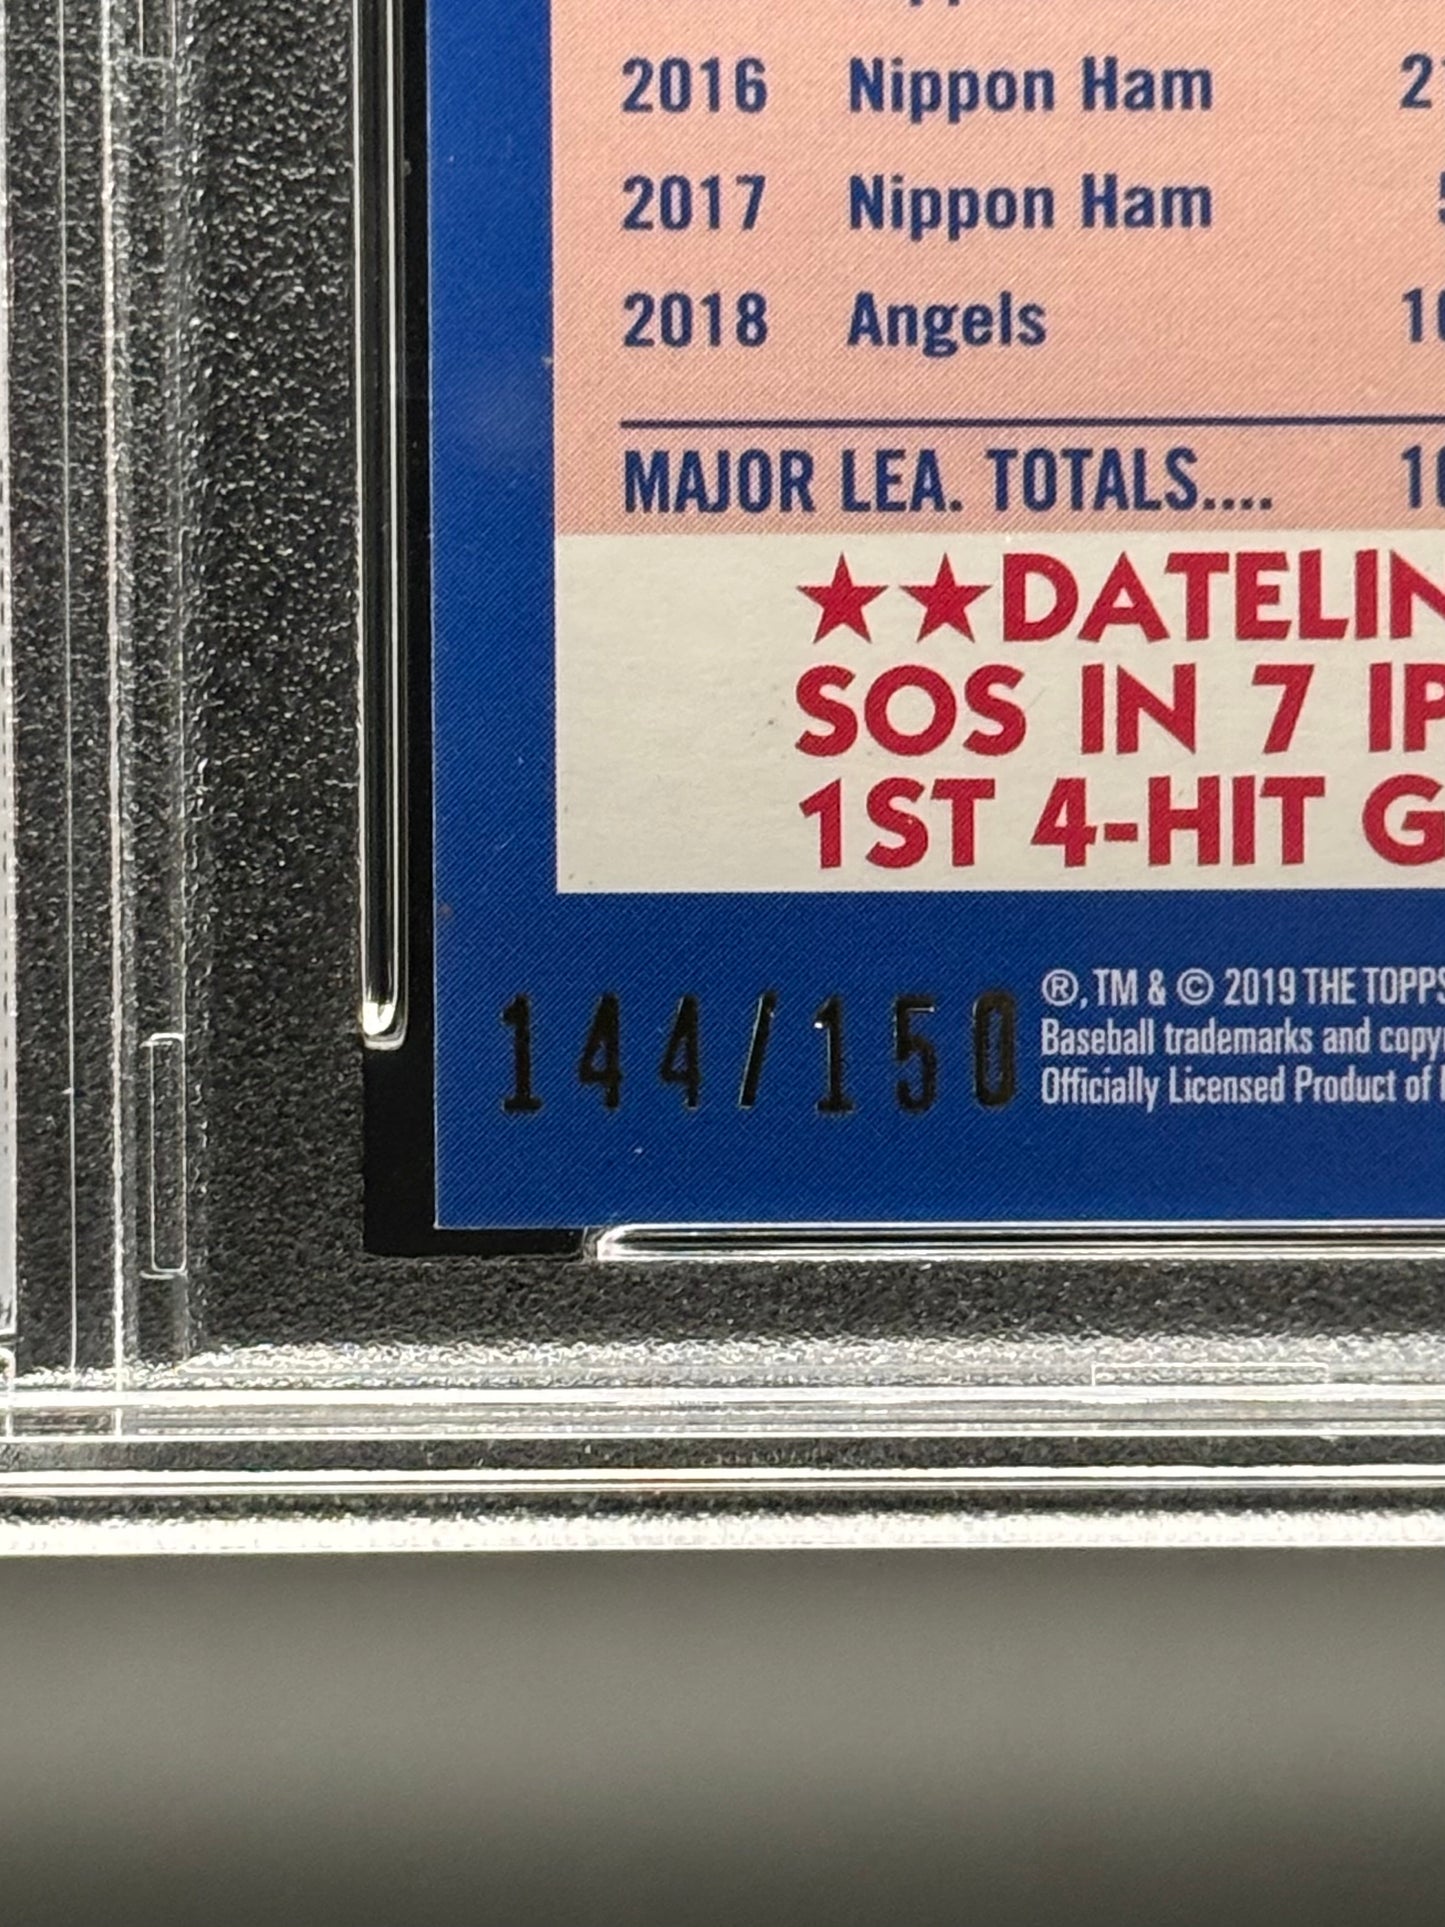 2016 Nippon Ham
2017 Nippon Ham
2018 Angels
MAJOR LEA. TOTALS....
★★DATELIN
SOS IN 7 IP
1ST 4-HIT G
®, TM & © 2019 THE TOPPS
Baseball trademarks and copy
Officially Licensed Product of
144/150